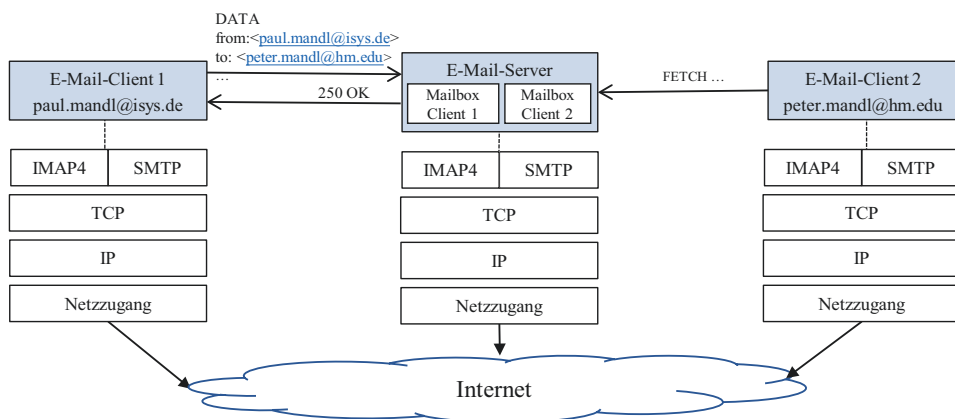 DATA
from:<paul.mandl@isys.de>
to: <peter.mandl@hm.edu>
…
250 OK
FETCH …
E-Mail-Client 1
paul.mandl@isys.de
E-Mail-Server
Mailbox
Client 1
Mailbox
Client 2
E-Mail-Client 2
peter.mandl@hm.edu
IMAP4
SMTP
IMAP4
SMTP
IMAP4
SMTP
TCP
TCP
TCP
IP
IP
IP
Netzzugang
Netzzugang
Netzzugang
Internet